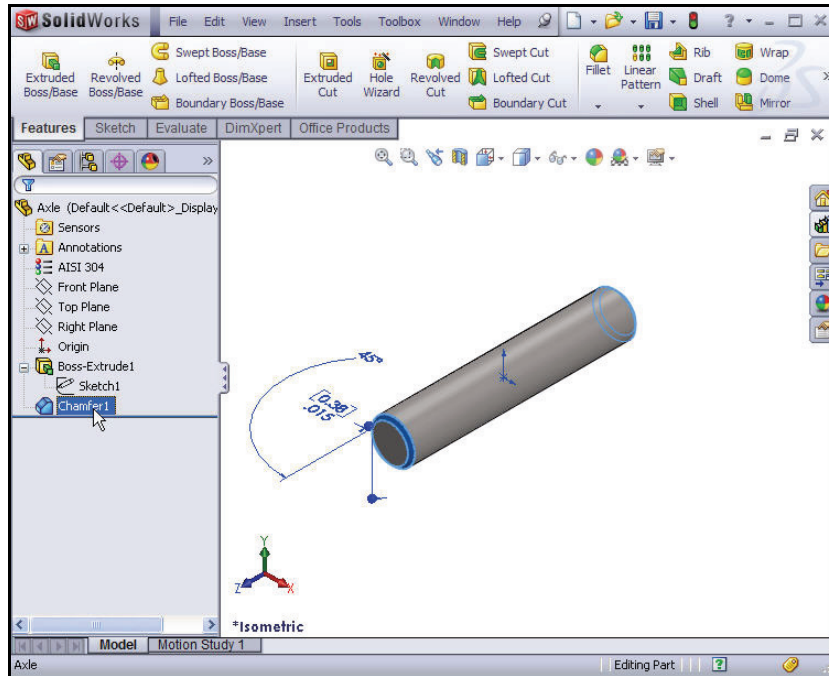 SolidWorks File Edit View Insert Tools Toolbox Window Help ?
Extruded Boss/Base
Revolved Boss/Base
Swept Boss/Base
Lofted Boss/Base
Boundary Boss/Base
Extruded Cut
Hole Wizard
Revolved Cut
Swept Cut
Lofted Cut
Boundary Cut
Fillet
Linear Pattern
Rib
Draft
Shell
Wrap
Dome
Mirror
Features Sketch Evaluate DimXpert Office Products
Axle (Default<<Default>_Display
Sensors
Annotations
AISI 304
Front Plane
Top Plane
Right Plane
Origin
Boss-Extrude1
Sketch1
Chamfer1
45°
[0.38]
.015
Y
Z
X
*Isometric
Model Motion Study 1
Axle Editing Part ?